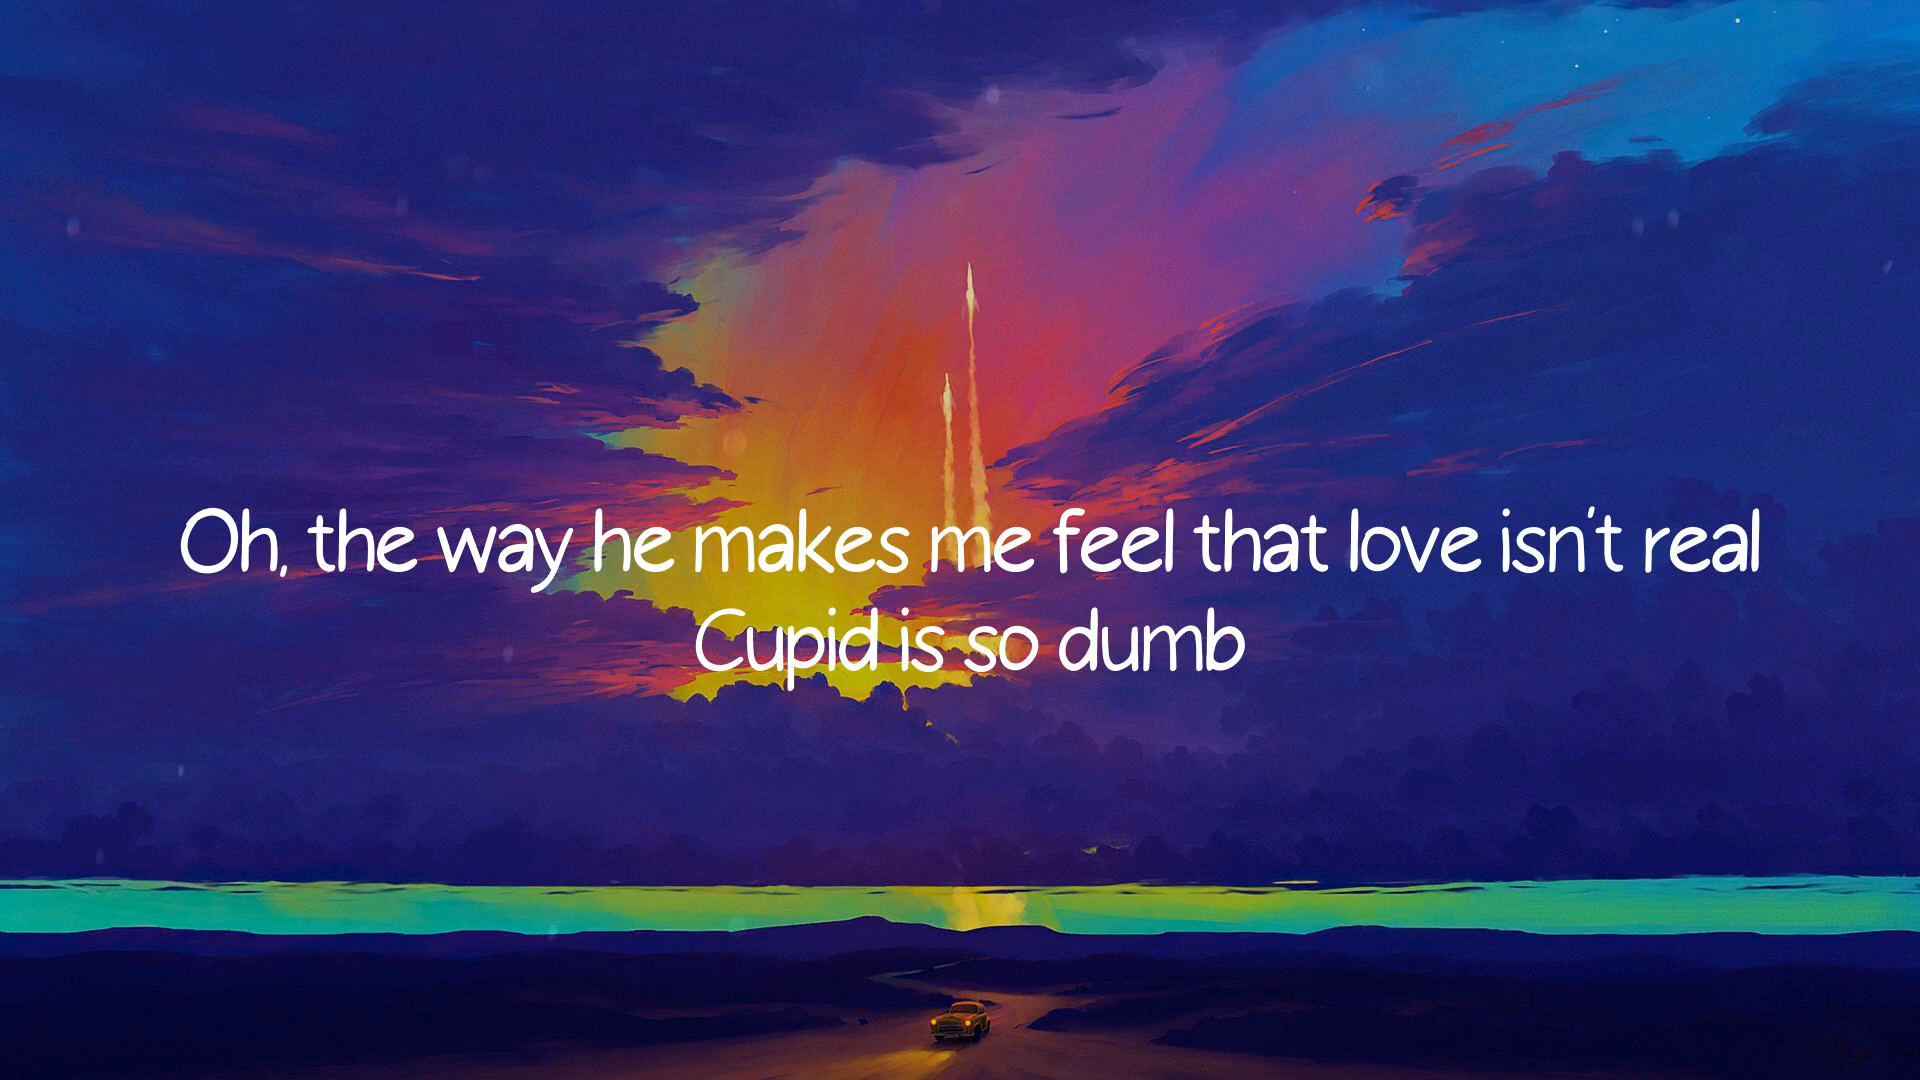 Oh, the way he makes me feel that love isn't real
Cupid is so dumb